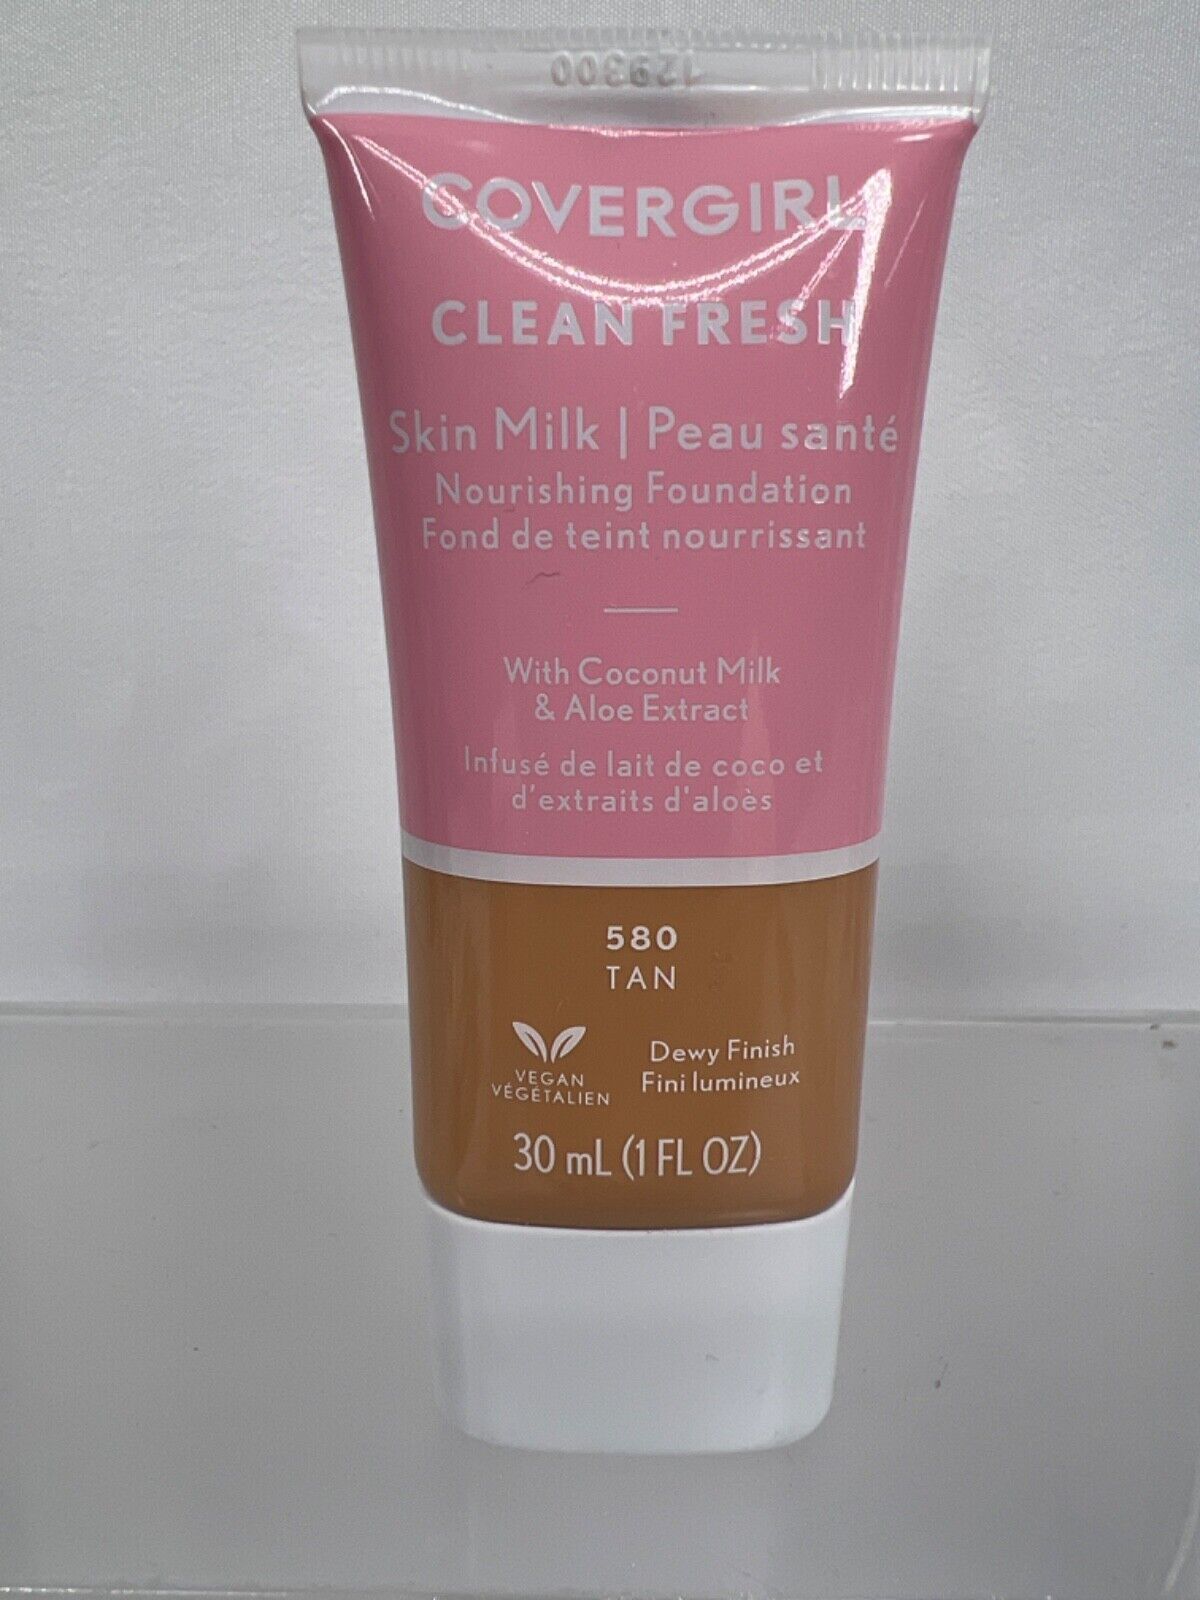 129300
COVERGIRL
CLEAN FRESH
Skin Milk | Peau santé
Nourishing Foundation
Fond de teint nourrissant
With Coconut Milk
& Aloe Extract
Infusé de lait de coco et
d'extraits d'aloès
580
TAN
VEGAN
VÉGÉTALIEN
Dewy Finish
Fini lumineux
30 mL (1 FL OZ)